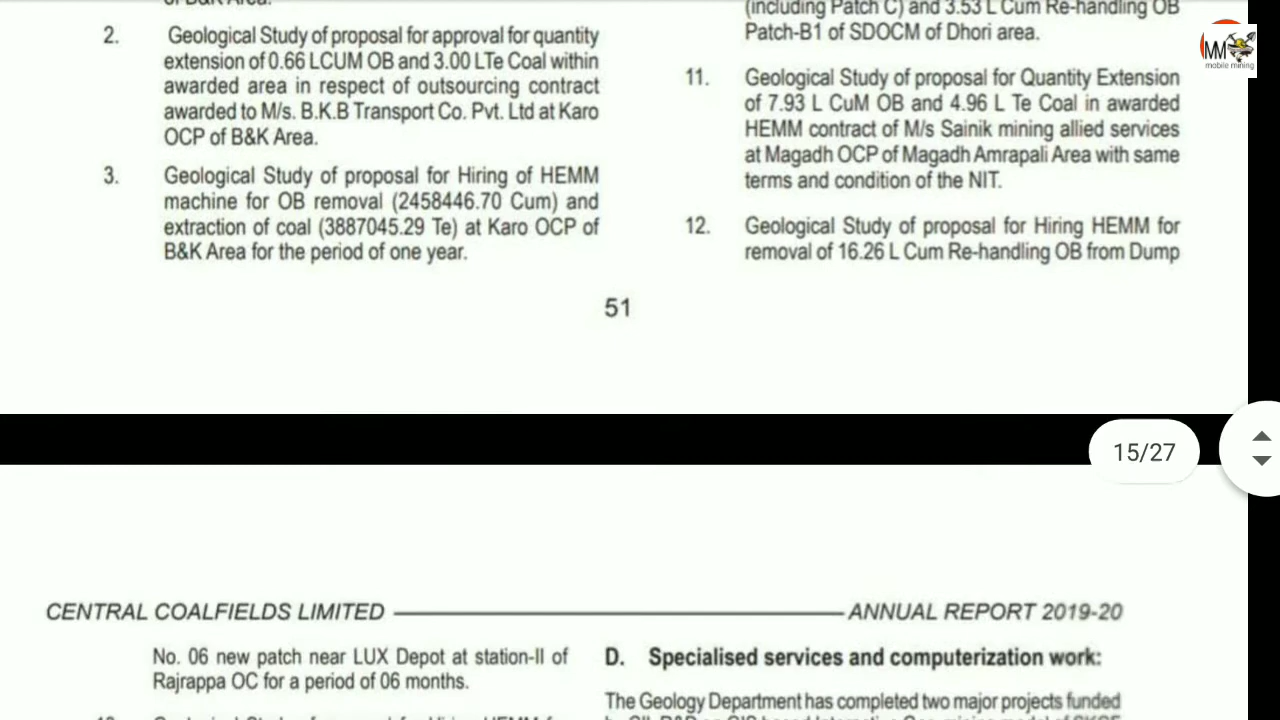 of B&K Area.
2. Geological Study of proposal for approval for quantity
extension of 0.66 LCUM OB and 3.00 LTe Coal within
awarded area in respect of outsourcing contract
awarded to M/s. B.K.B Transport Co. Pvt. Ltd at Karo
OCP of B&K Area.
3. Geological Study of proposal for Hiring of HEMM
machine for OB removal (2458446.70 Cum) and
extraction of coal (3887045.29 Te) at Karo OCP of
B&K Area for the period of one year.
(including Patch C) and 3.53 L Cum Re-handling OB
Patch-B1 of SDOCM of Dhori area.
11. Geological Study of proposal for Quantity Extension
of 7.93 L CuM OB and 4.96 L Te Coal in awarded
HEMM contract of M/s Sainik mining allied services
at Magadh OCP of Magadh Amrapali Area with same
terms and condition of the NIT.
12. Geological Study of proposal for Hiring HEMM for
removal of 16.26 L Cum Re-handling OB from Dump
MM
mobile mining
51
15/27
CENTRAL COALFIELDS LIMITED ANNUAL REPORT 2019-20
No. 06 new patch near LUX Depot at station-II of
Rajrappa OC for a period of 06 months.
D. Specialised services and computerization work:
The Geology Department has completed two major projects funded